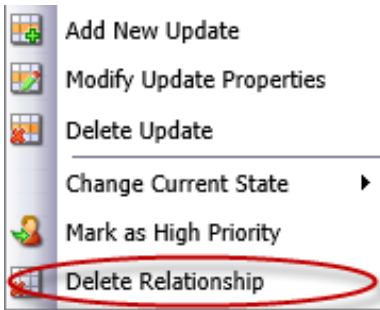 Add New Update
Modify Update Properties
Delete Update
Change Current State
Mark as High Priority
Delete Relationship